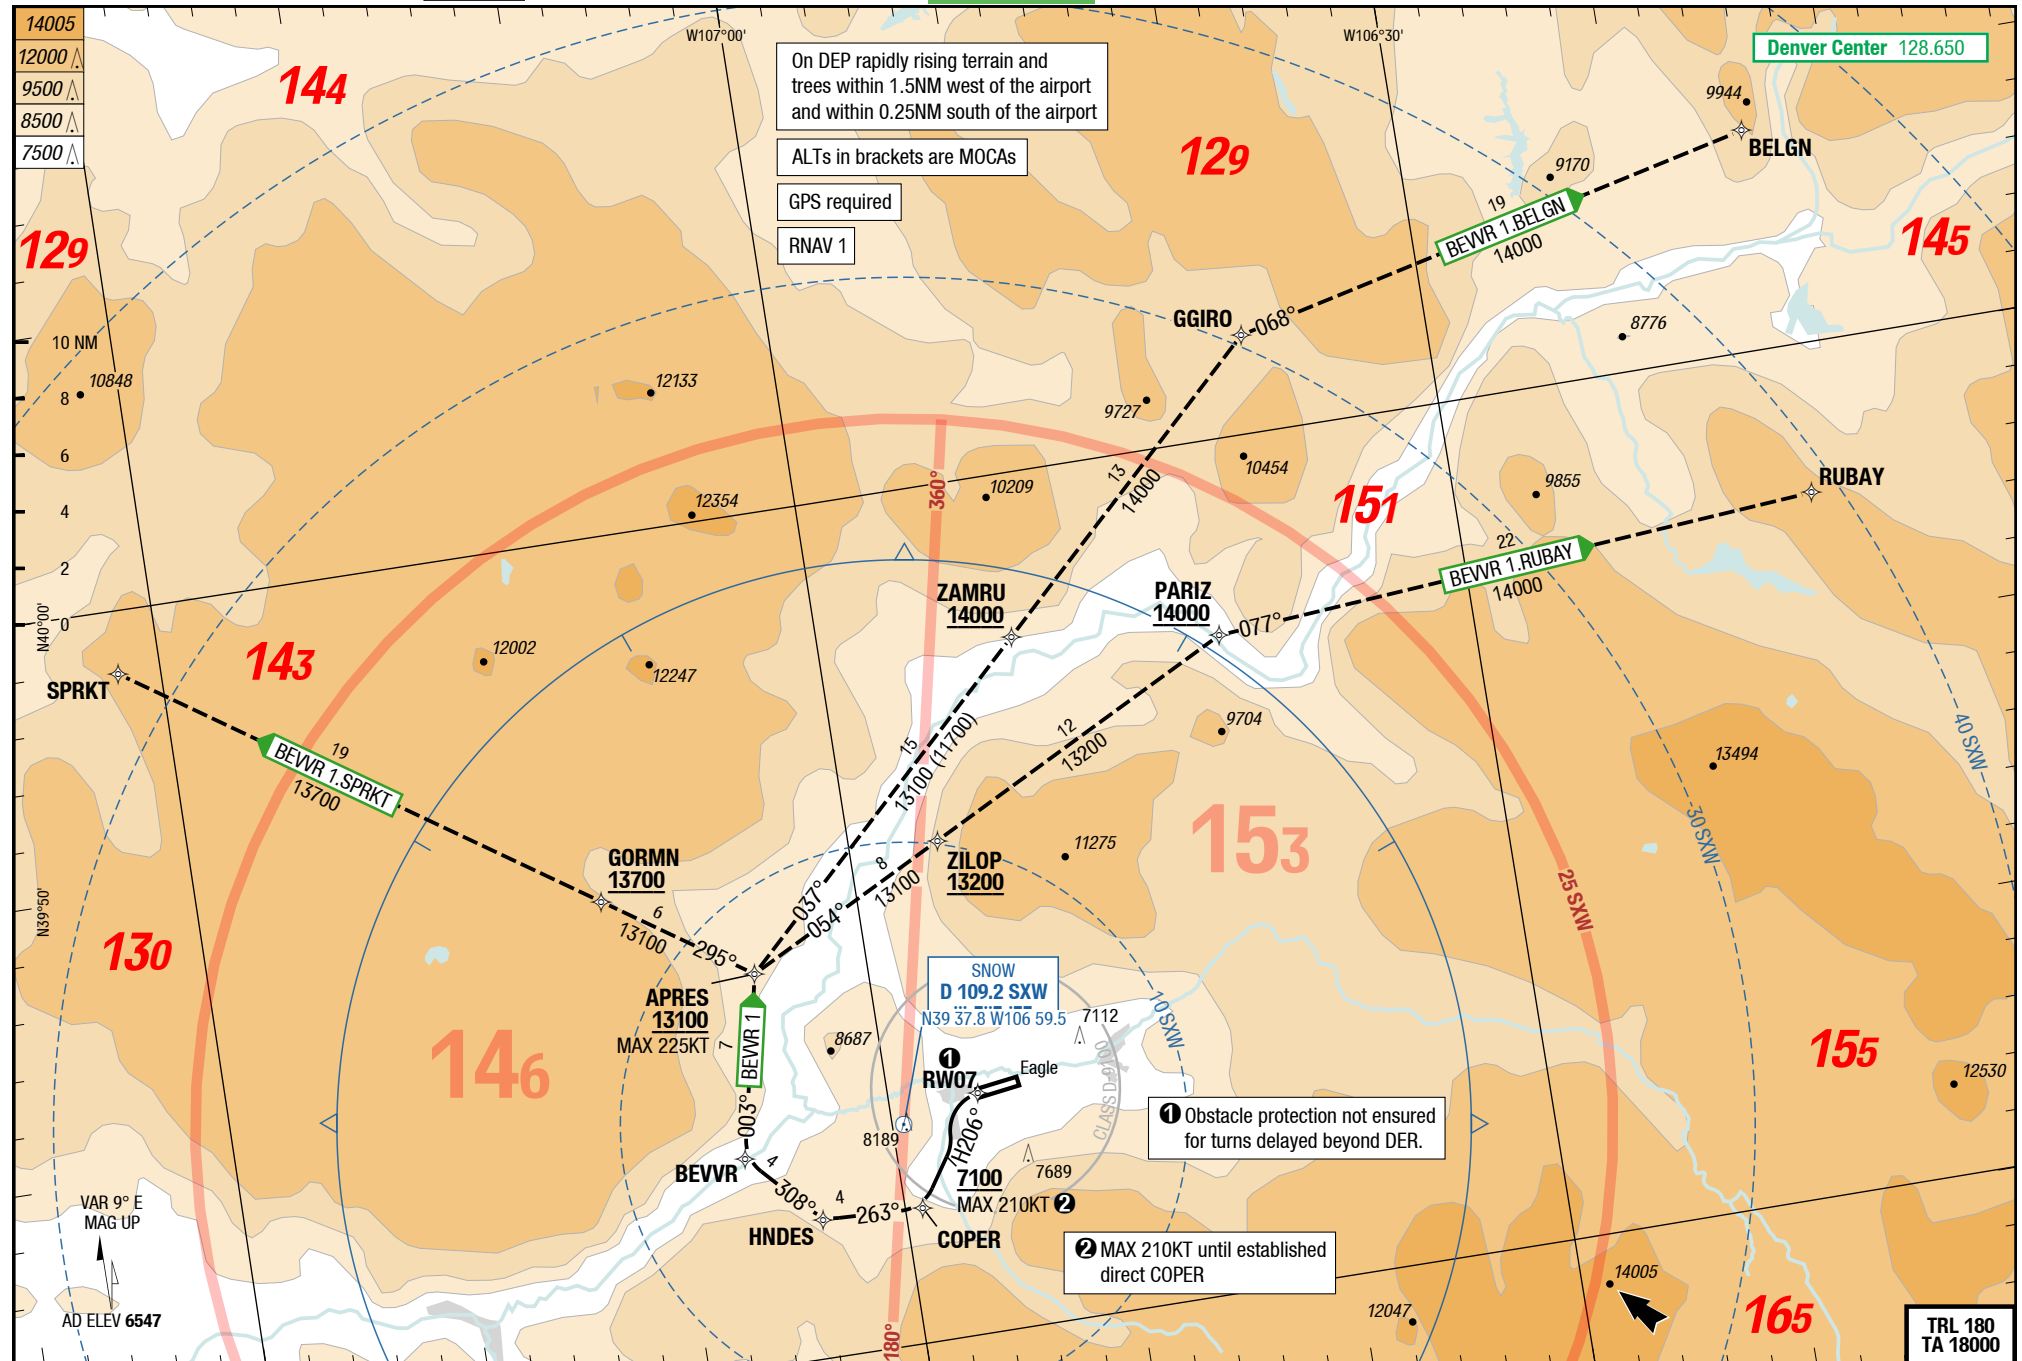 14005
12000
9500
8500
7500
W107°00'
W106°30'
On DEP rapidly rising terrain and
trees within 1.5NM west of the airport
and within 0.25NM south of the airport
ALTs in brackets are MOCAs
GPS required
RNAV 1
Denver Center 128.650
144
129
9944
BELGN
9170
19
BEVVR 1.BELGN
14000
129
145
GGIRO
068°
8776
10 NM
8
6
4
2
0
N40°00'
10848
12133
9727
10454
13
14000
12354
10209
360°
151
9855
RUBAY
22
BEVVR 1.RUBAY
14000
ZAMRU
14000
PARIZ
14000
077°
143
12002
12247
SPRKT
19
BEVVR 1.SPRKT
13700
15
13100 (11700)
12
13200
9704
13494
40 SXW
30 SXW
25 SXW
153
11275
GORMN
13700
ZILOP
13200
8
13100
037°
054°
6
13100
295°
N39°50'
130
APRES
13100
MAX 225KT
7
BEVVR 1
003°
146
8687
SNOW
D 109.2 SXW
N39 37.8 W106 59.5
7112
10 SXW
CLASS D 9100
155
12530
1
RW07
Eagle
8189
H206°
7689
7100
MAX 210KT 2
1 Obstacle protection not ensured
for turns delayed beyond DER.
BEVVR
4
308°
4
263°
HNDES
COPER
2 MAX 210KT until established
direct COPER
VAR 9° E
MAG UP
AD ELEV 6547
180°
12047
14005
165
TRL 180
TA 18000